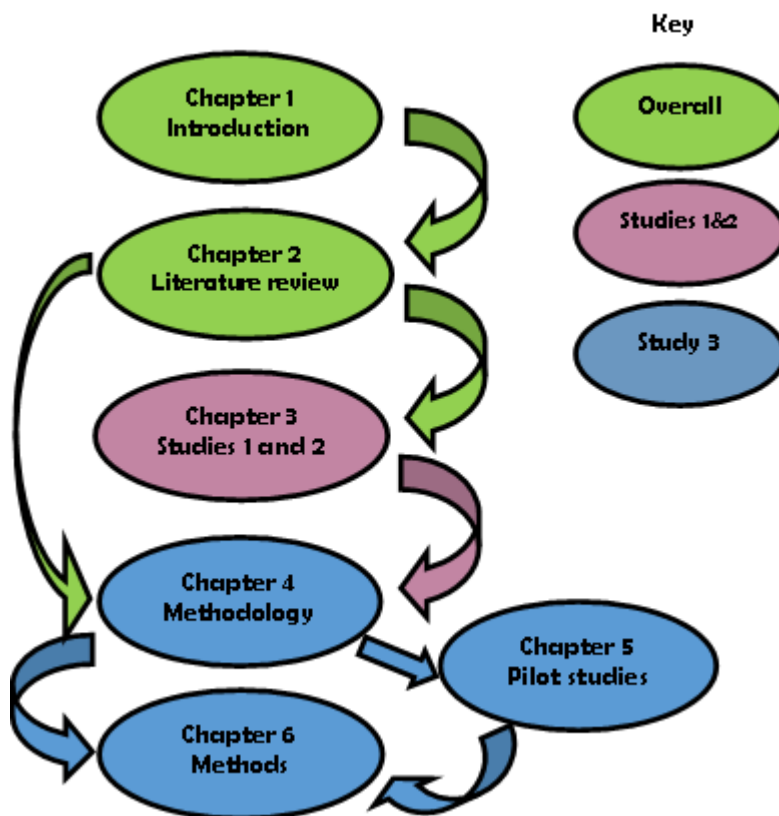 Key
Chapter 1
Introduction
Overall
Chapter 2
Literature review
Studies 1&2
Study 3
Chapter 3
Studies 1 and 2
Chapter 4
Methodology
Chapter 5
Pilot studies
Chapter 6
Methods